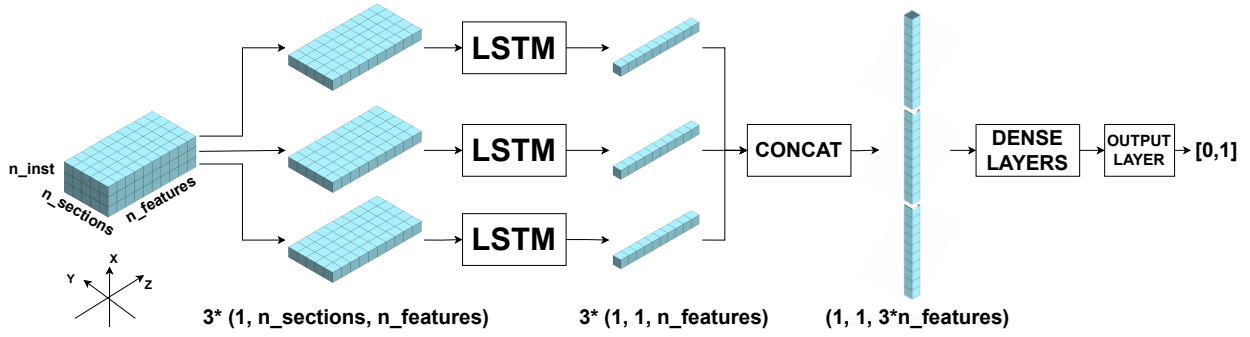 LSTM
n_inst
n_sections
n_features
LSTM
CONCAT
DENSE
LAYERS
OUTPUT
LAYER
[0,1]
LSTM
X
Y
Z
3* (1, n_sections, n_features)
3* (1, 1, n_features)
(1, 1, 3*n_features)